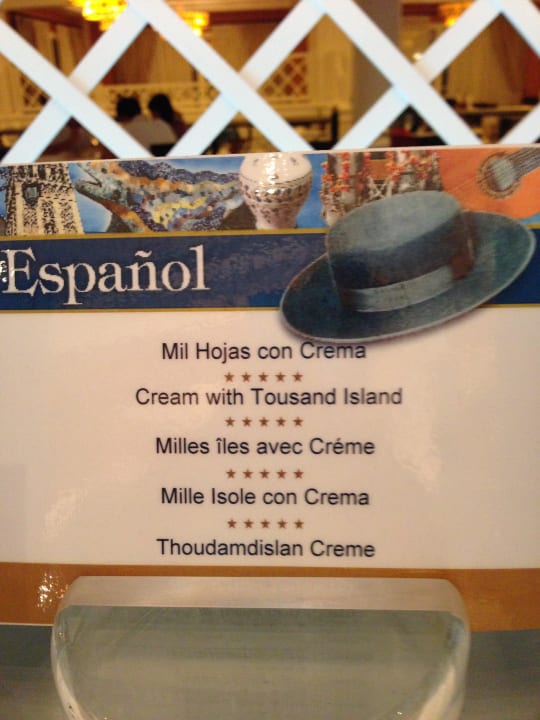 Español
Mil Hojas con Crema
Cream with Tousand Island
Milles îles avec Créme
Mille Isole con Crema
Thoudamdislan Creme